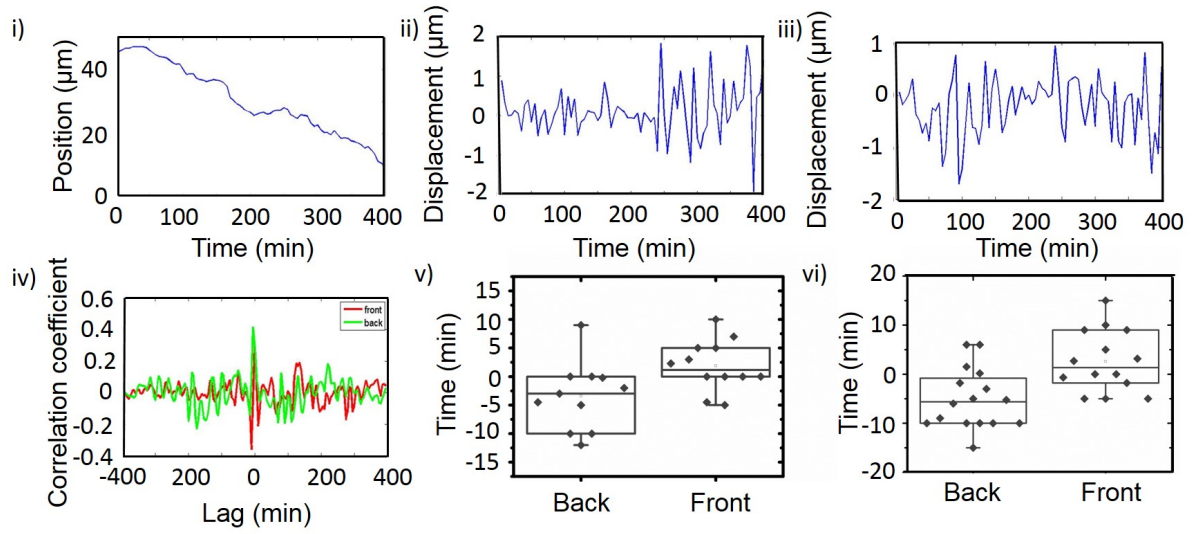 i)
Position (µm)
40
20
0
0 100 200 300 400
Time (min)
ii)
Displacement (µm)
2
1
0
-1
-2
0 100 200 300 400
Time (min)
iii)
Displacement (µm)
1
0
-1
-2
0 100 200 300 400
Time (min)
iv)
Correlation coefficient
0.6
0.4
0.2
0
-0.2
-0.4
-400 200 0 200 400
Lag (min)
front
back
v)
Time (min)
15
10
5
0
-5
-10
-15
Back Front
vi)
Time (min)
20
10
0
-10
-20
Back Front